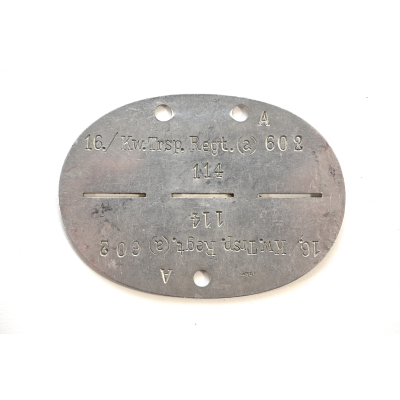 A
16./Kw.Trsp. Regt.(a) 602
114
114
16. Kw.Trsp. Regt.(a) 602
A